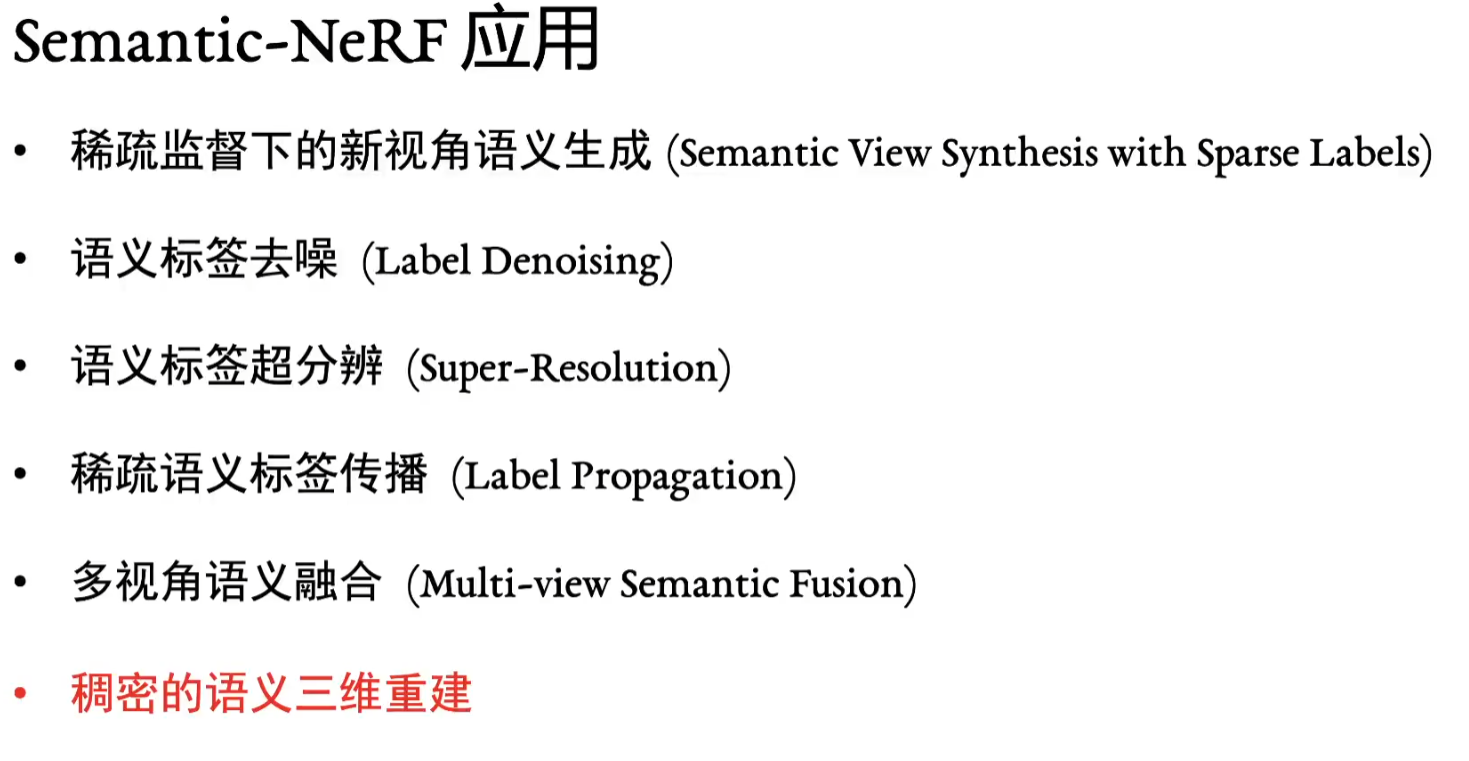 Semantic-NeRF 应用
• 稀疏监督下的新视角语义生成 (Semantic View Synthesis with Sparse Labels)
• 语义标签去噪 (Label Denoising)
• 语义标签超分辨 (Super-Resolution)
• 稀疏语义标签传播 (Label Propagation)
• 多视角语义融合 (Multi-view Semantic Fusion)
• 稠密的语义三维重建